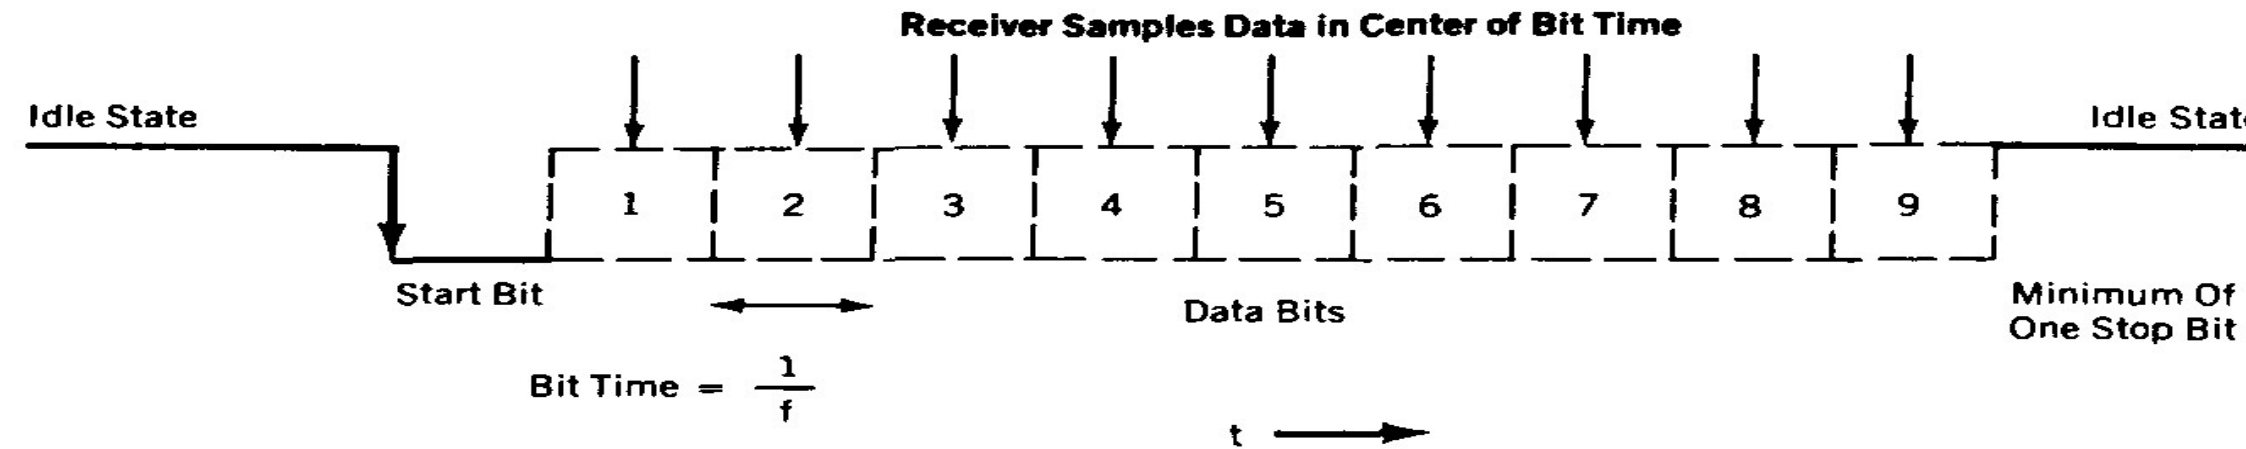 Receiver Samples Data in Center of Bit Time
Idle State
Idle Stat
1 2 3 4 5 6 7 8 9
Start Bit
Data Bits
Minimum Of
One Stop Bit
Bit Time = 1/f
t